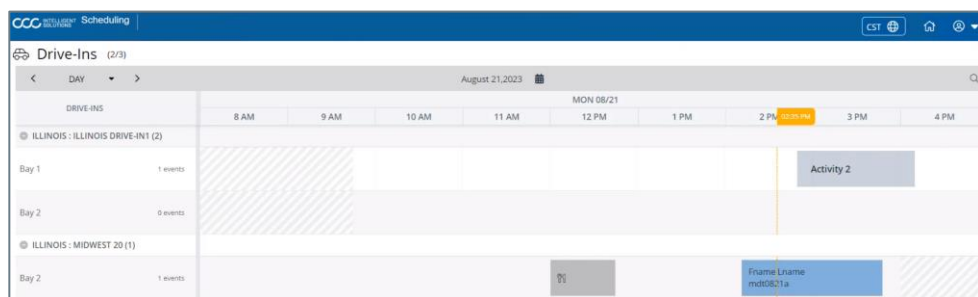 CCC INTELLIGENT SOLUTIONS Scheduling CST
Drive-Ins (2/3)
DAY August 21,2023
DRIVE-INS MON 08/21
8 AM 9 AM 10 AM 11 AM 12 PM 1 PM 2 PM 02:35 PM 3 PM 4 PM
ILLINOIS : ILLINOIS DRIVE-IN1 (2)
Bay 1 1 events Activity 2
Bay 2 0 events
ILLINOIS : MIDWEST 20 (1)
Bay 2 1 events Fname Lname
mdt0821a